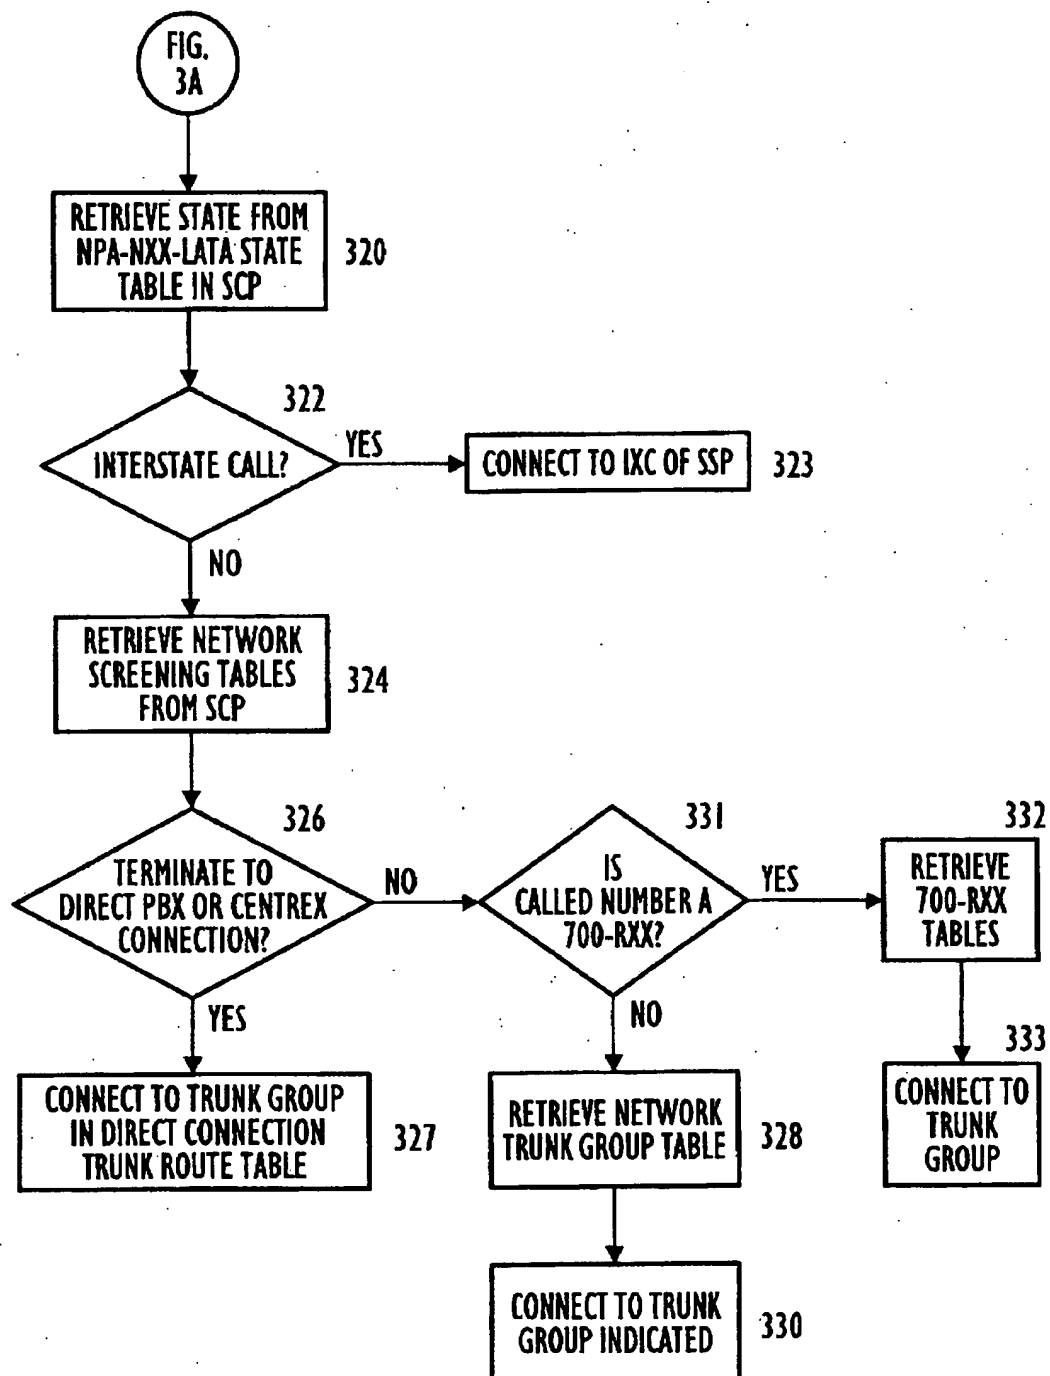 FIG.
3A
RETRIEVE STATE FROM
NPA-NXX-LATA STATE
TABLE IN SCP
320
322
INTERSTATE CALL?
YES
CONNECT TO IXC OF SSP
323
NO
RETRIEVE NETWORK
SCREENING TABLES
FROM SCP
324
326
TERMINATE TO
DIRECT PBX OR CENTREX
CONNECTION?
NO
331
IS
CALLED NUMBER A
700-RXX?
YES
332
RETRIEVE
700-RXX
TABLES
YES
CONNECT TO TRUNK GROUP
IN DIRECT CONNECTION
TRUNK ROUTE TABLE
327
NO
RETRIEVE NETWORK
TRUNK GROUP TABLE
328
333
CONNECT TO
TRUNK
GROUP
CONNECT TO TRUNK
GROUP INDICATED
330